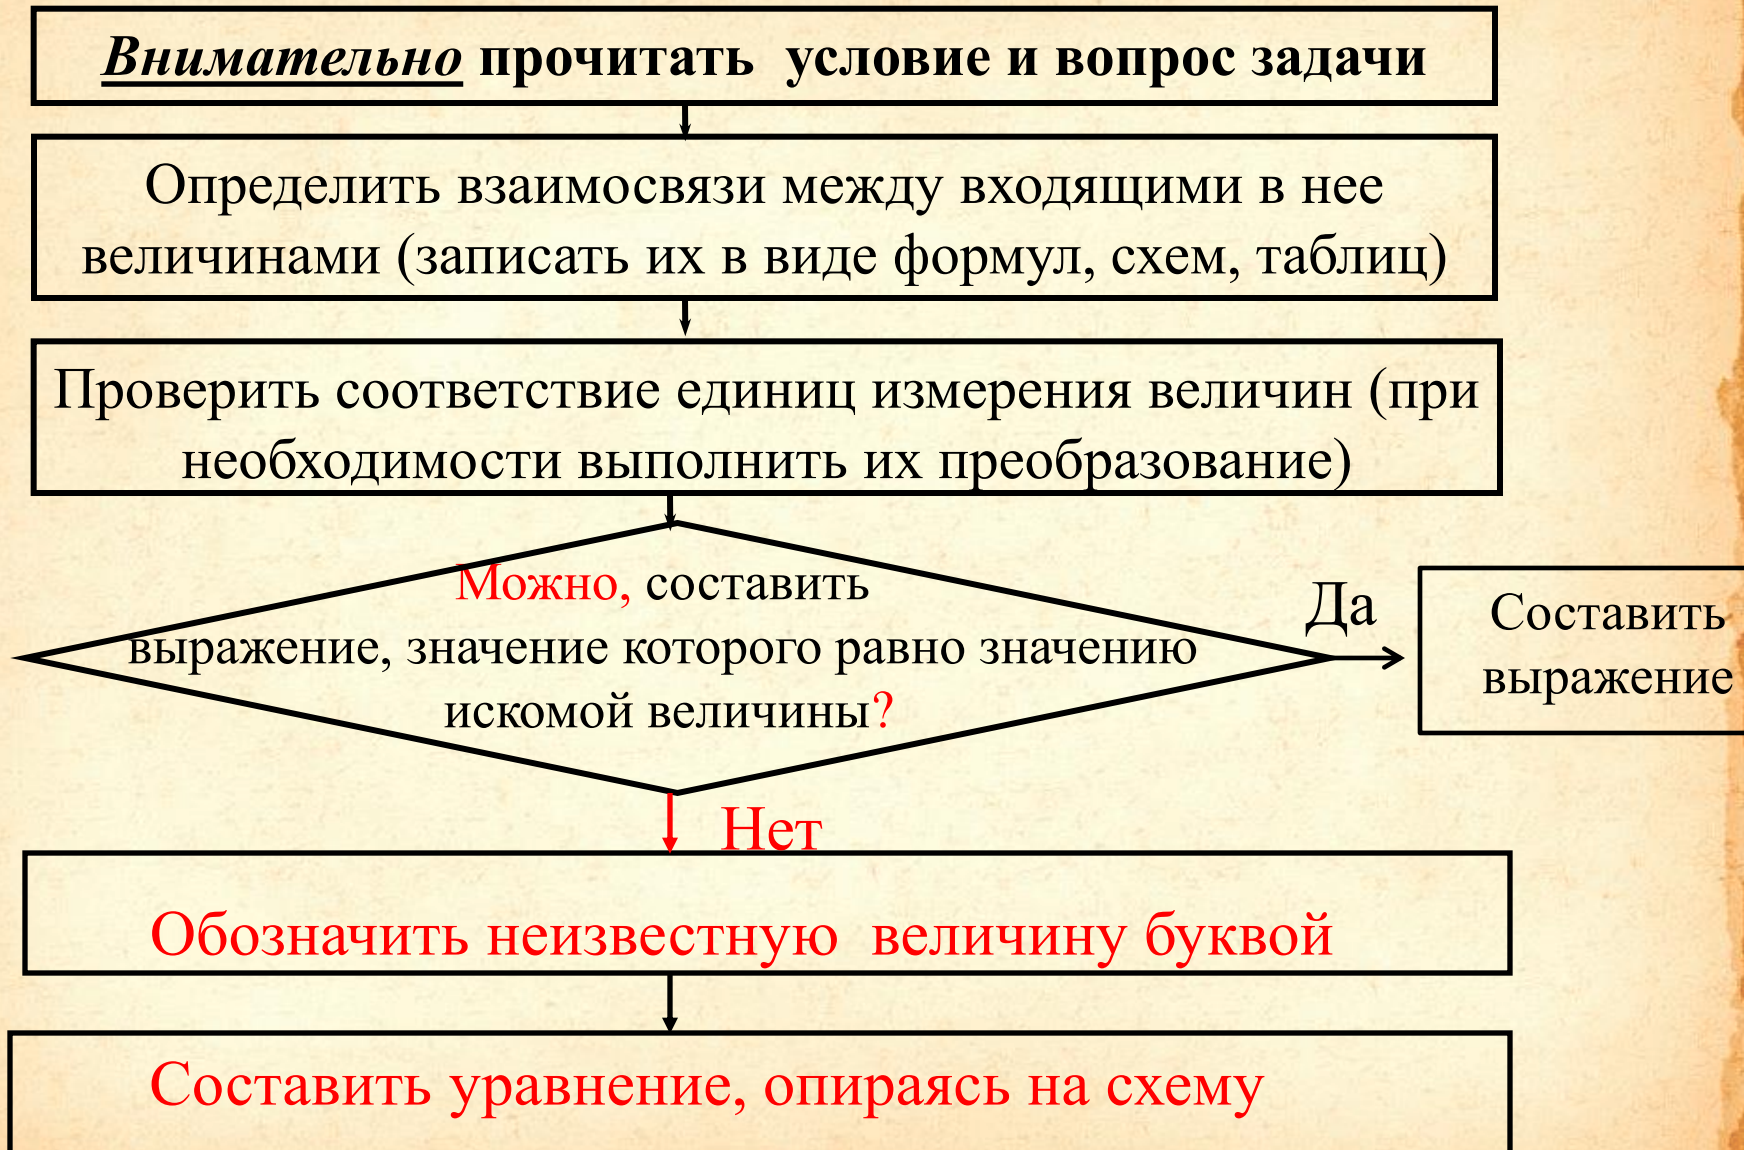 Внимательно прочитать условие и вопрос задачи
Определить взаимосвязи между входящими в нее
величинами (записать их в виде формул, схем, таблиц)
Проверить соответствие единиц измерения величин (при
необходимости выполнить их преобразование)
Можно, составить
выражение, значение которого равно значению
искомой величины?
Да
Составить
выражение
Нет
Обозначить неизвестную величину буквой
Составить уравнение, опираясь на схему